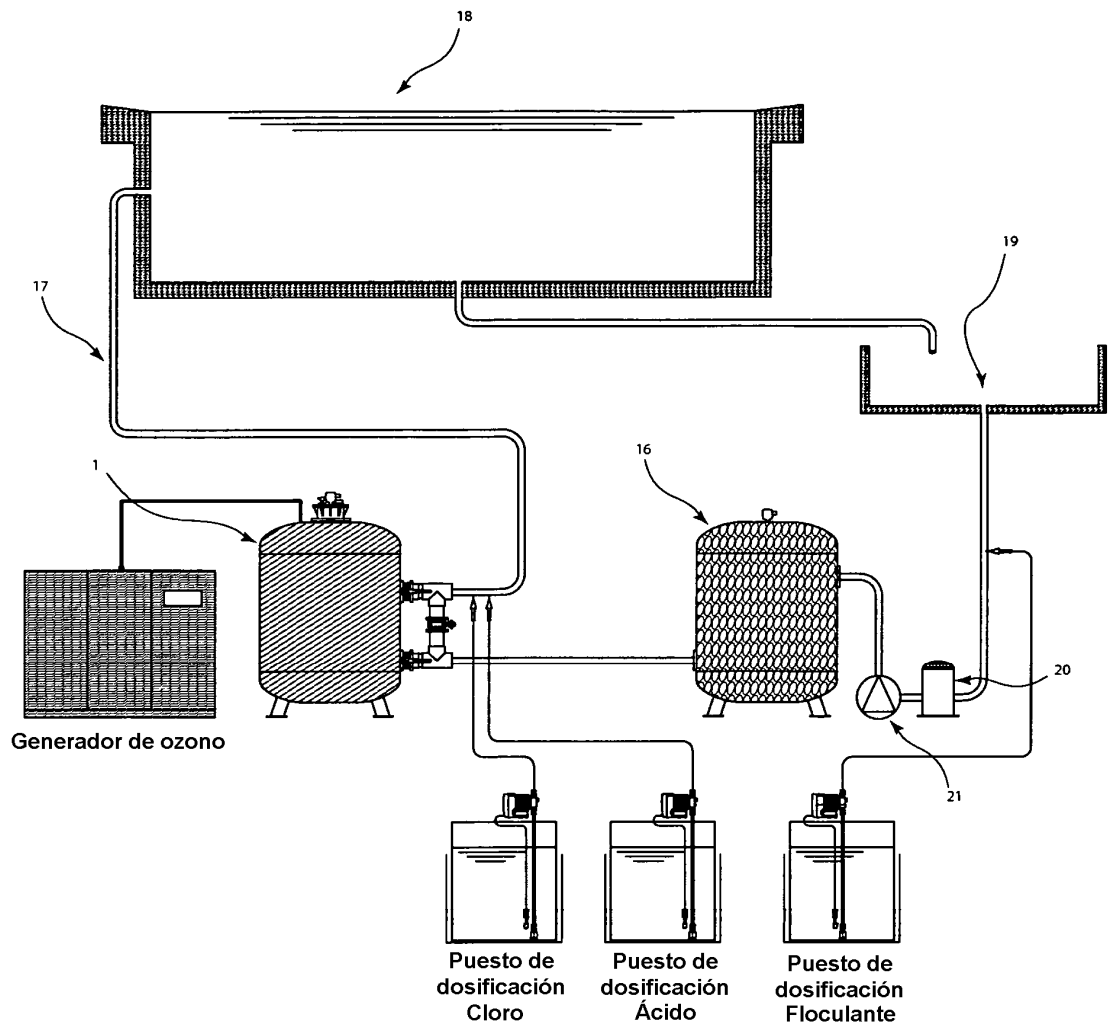 18
19
17
1
16
20
21
Generador de ozono
Puesto de
dosificación
Cloro
Puesto de
dosificación
Ácido
Puesto de
dosificación
Floculante